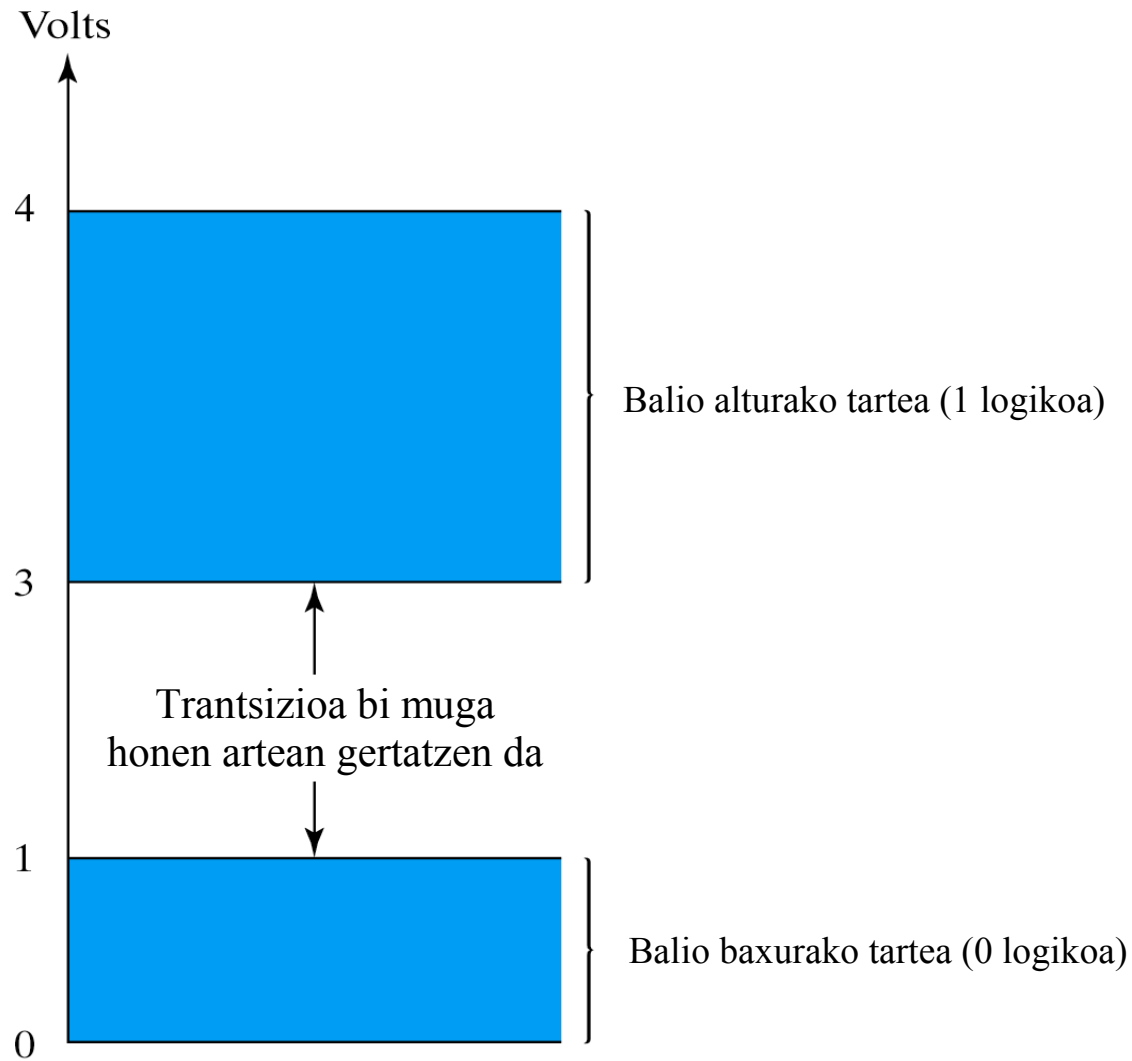 Volts
4
Balio alturako tartea (1 logikoa)
3
Trantsizioa bi muga
honen artean gertatzen da
1
Balio baxurako tartea (0 logikoa)
0